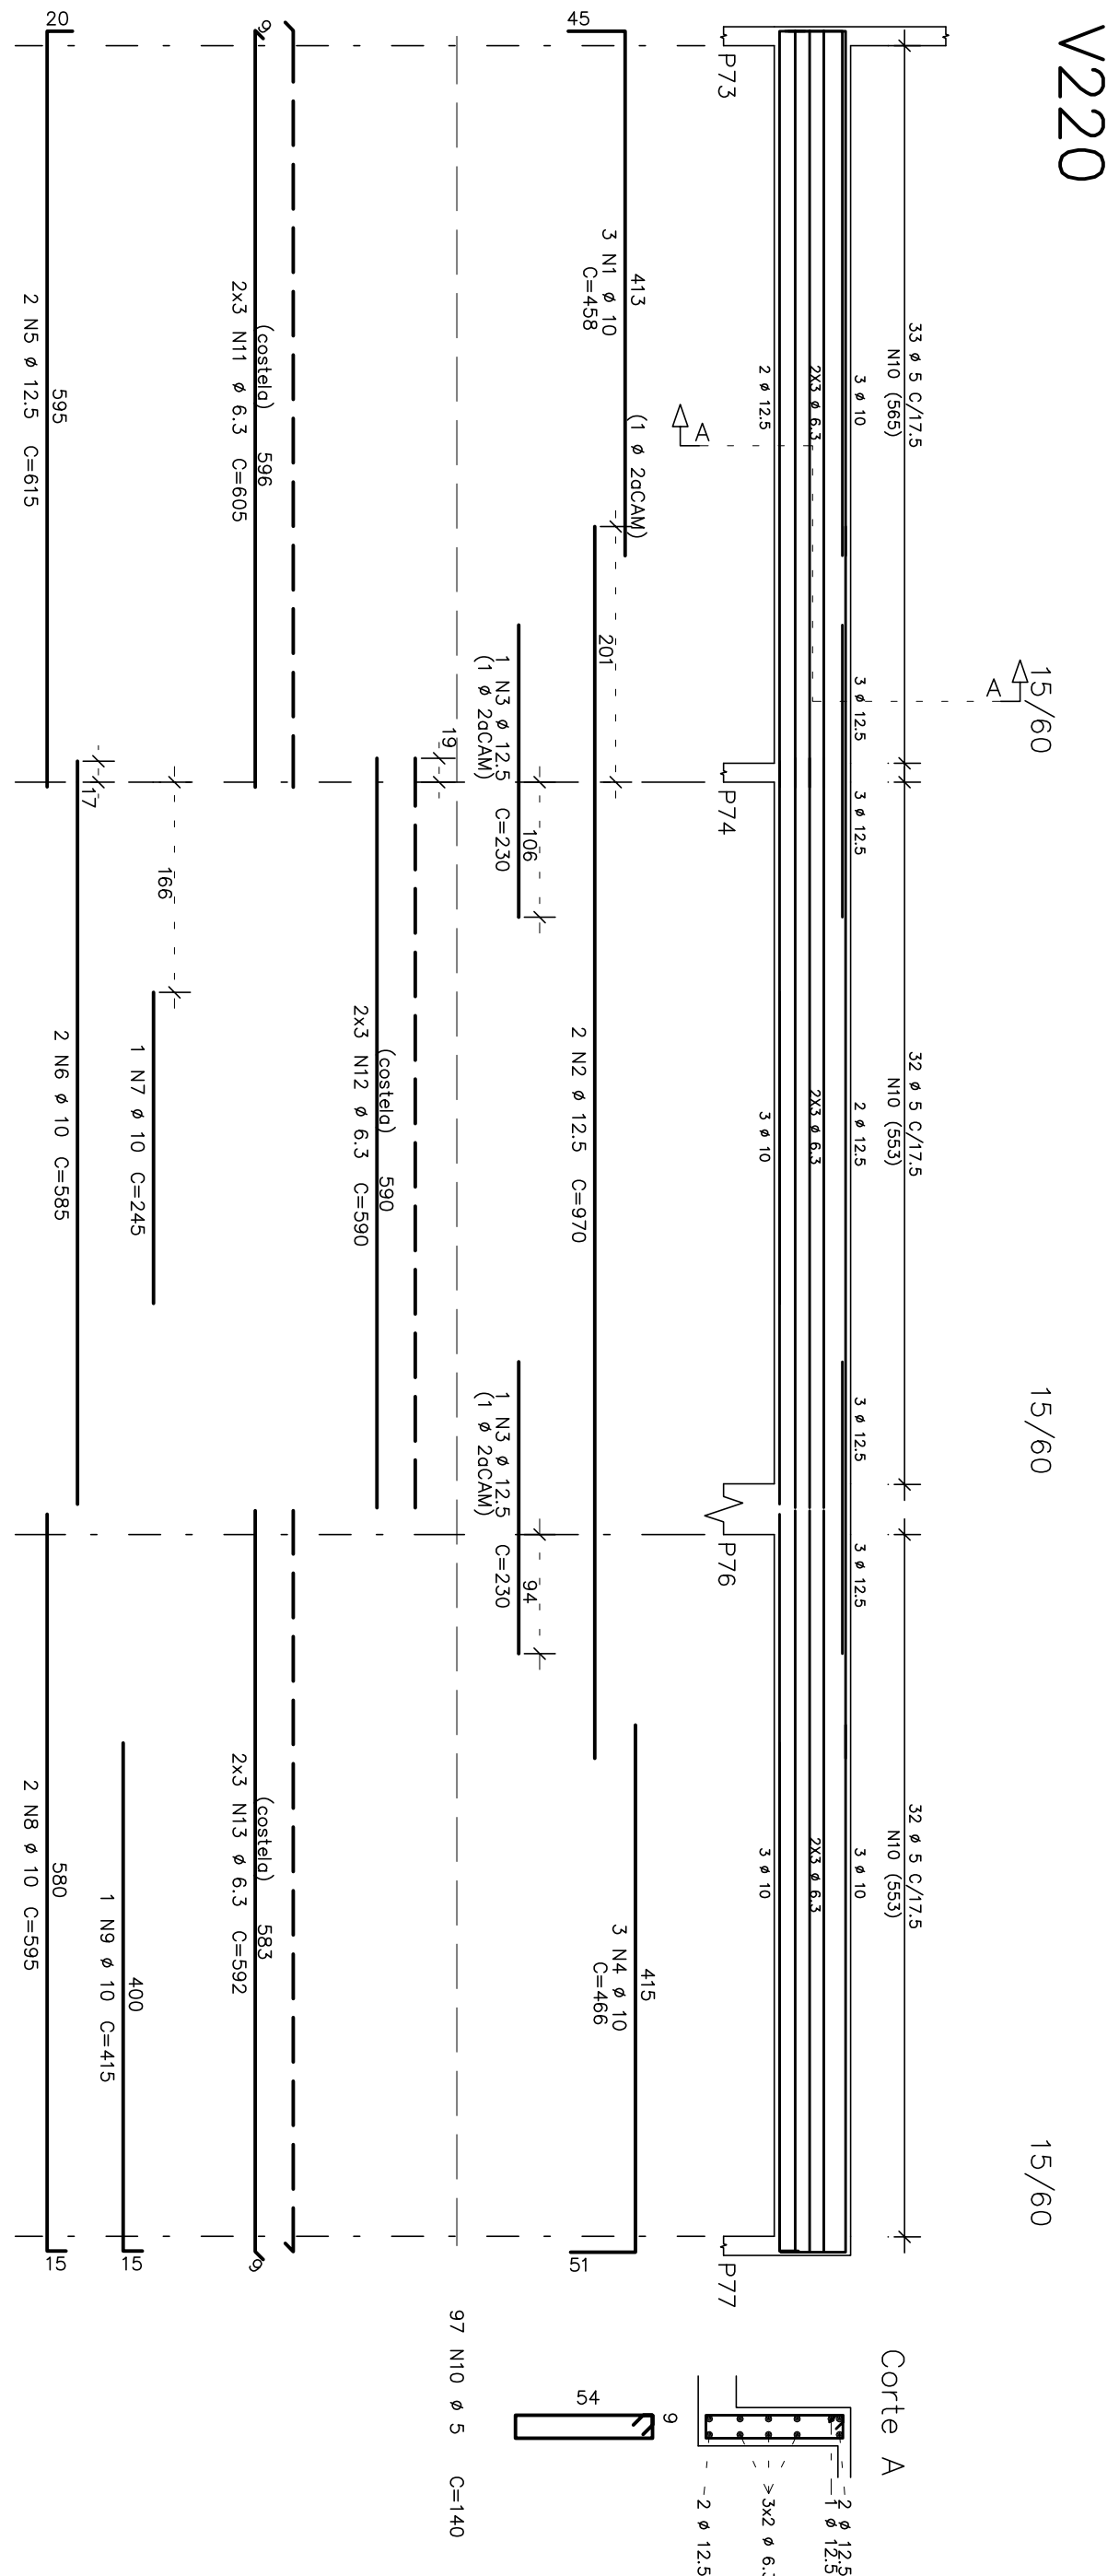 V220
15/60
15/60
15/60
A
33 ø 5 C/17.5
N10 (565)
32 ø 5 C/17.5
N10 (553)
32 ø 5 C/17.5
N10 (553)
3 ø 10
3 ø 12.5
3 ø 12.5
2 ø 12.5
3 ø 12.5
3 ø 12.5
3 ø 10
2X3 ø 6.3
2X3 ø 6.3
2X3 ø 6.3
2 ø 12.5
3 ø 10
3 ø 10
P73
P74
P76
P77
A
45
413
(1 ø 2aCAM)
3 N1 ø 10
C=458
201
2 N2 ø 12.5 C=970
415
3 N4 ø 10
C=466
51
106
1 N3 ø 12.5 C=230
(1 ø 2aCAM)
94
1 N3 ø 12.5 C=230
(1 ø 2aCAM)
19
(costela)
590
2x3 N12 ø 6.3 C=590
9
(costela)
596
2x3 N11 ø 6.3 C=605
(costela)
583
2x3 N13 ø 6.3 C=592
9
166
1 N7 ø 10 C=245
400
1 N9 ø 10 C=415
15
17
2 N6 ø 10 C=585
20
595
2 N5 ø 12.5 C=615
580
2 N8 ø 10 C=595
15
Corte A
2 ø 12.5
1 ø 12.5
3x2 ø 6.
2 ø 12.5
9
54
97 N10 ø 5 C=140